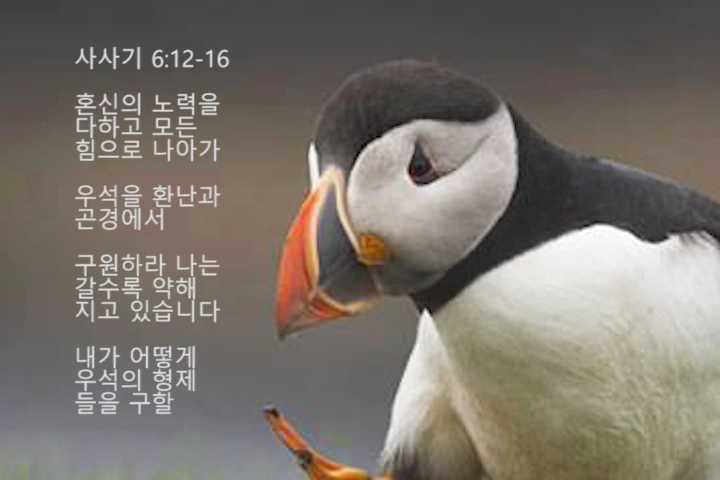 사사기 6:12-16
혼신의 노력을
다하고 모든
힘으로 나아가
우석을 환난과
곤경에서
구원하라 나는
갈수록 약해
지고 있습니다
내가 어떻게
우석의 형제
들을 구할